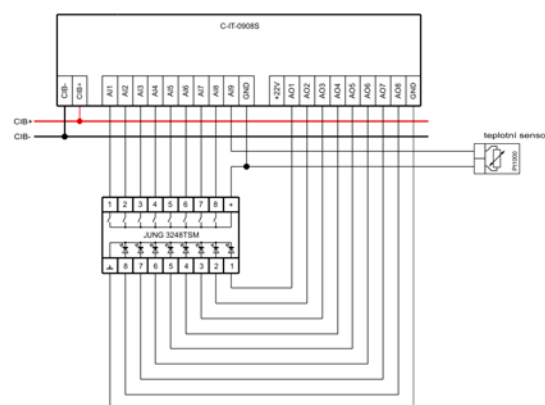 C-IT-0908S
CIB- CIB+ AI1 AI2 AI3 AI4 AI5 AI6 AI7 AI8 AI9 GND +22V AO1 AO2 AO3 AO4 AO5 AO6 AO7 AO8 GND
CIB+
CIB-
teplotní senso
Pt1000
1 2 3 4 5 6 7 8 +
JUNG 3248TSM
8 7 6 5 4 3 2 1